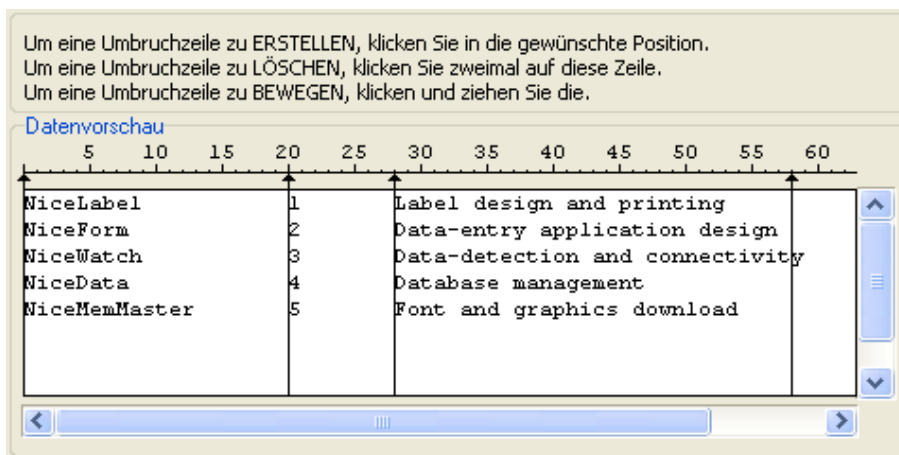 Um eine Umbruchzeile zu ERSTELLEN, klicken Sie in die gewünschte Position.
Um eine Umbruchzeile zu LÖSCHEN, klicken Sie zweimal auf diese Zeile.
Um eine Umbruchzeile zu BEWEGEN, klicken und ziehen Sie die.
Datenvorschau
5 10 15 20 25 30 35 40 45 50 55 60
NiceLabel 1 Label design and printing
NiceForm 2 Data-entry application design
NiceWatch 3 Data-detection and connectivity
NiceData 4 Database management
NiceMemMaster 5 Font and graphics download